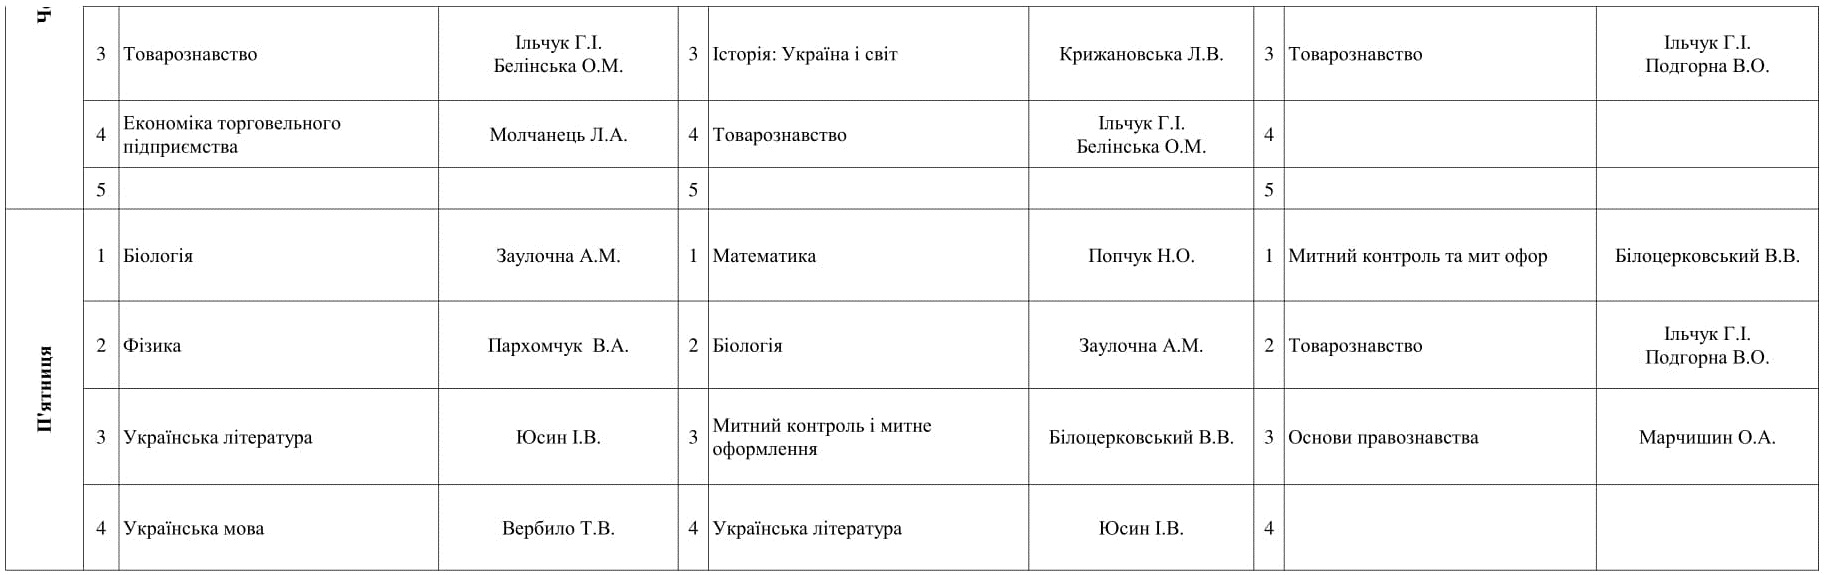 Че
3 Товарознавство Ільчук Г.І. Белінська О.М. 3 Історія: Україна і світ Крижановська Л.В. 3 Товарознавство Ільчук Г.І. Подгорна В.О.
4 Економіка торговельного підприємства Молчанець Л.А. 4 Товарознавство Ільчук Г.І. Белінська О.М. 4
5 5 5
П'ятниця
1 Біологія Заулочна А.М. 1 Математика Попчук Н.О. 1 Митний контроль та мит офор Білоцерковський В.В.
2 Фізика Пархомчук В.А. 2 Біологія Заулочна А.М. 2 Товарознавство Ільчук Г.І. Подгорна В.О.
3 Українська література Юсин І.В. 3 Митний контроль і митне оформлення Білоцерковський В.В. 3 Основи правознавства Марчишин О.А.
4 Українська мова Вербило Т.В. 4 Українська література Юсин І.В. 4